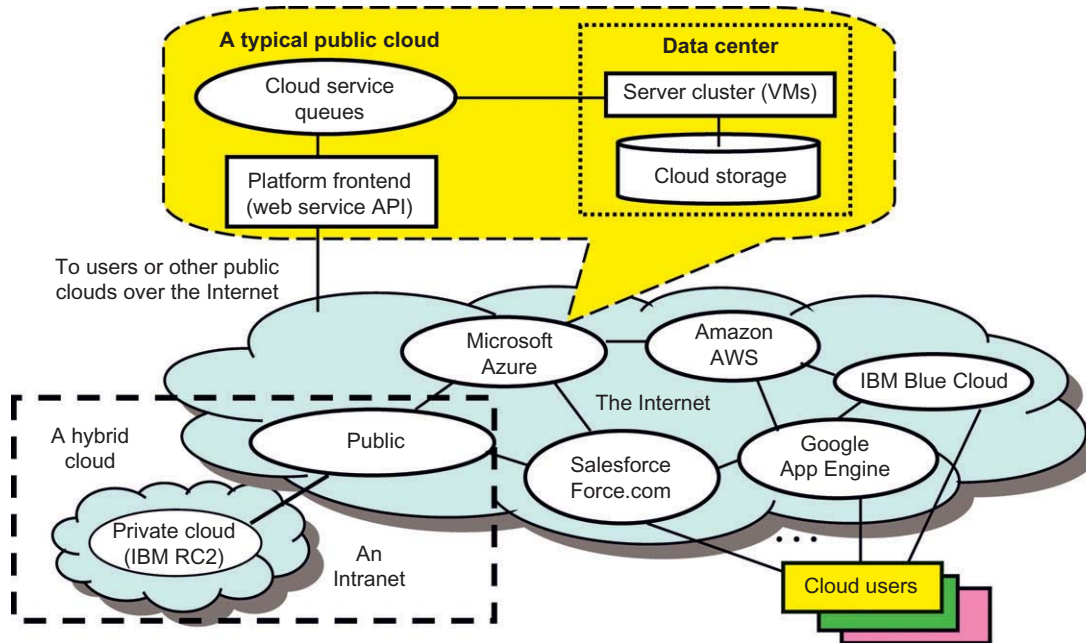 A typical public cloud
Data center
Cloud service
queues
Server cluster (VMs)
Platform frontend
(web service API)
Cloud storage
To users or other public
clouds over the Internet
Microsoft
Azure
Amazon
AWS
IBM Blue Cloud
The Internet
A hybrid
cloud
Public
Salesforce
Force.com
Google
App Engine
Private cloud
(IBM RC2)
An
Intranet
...
Cloud users